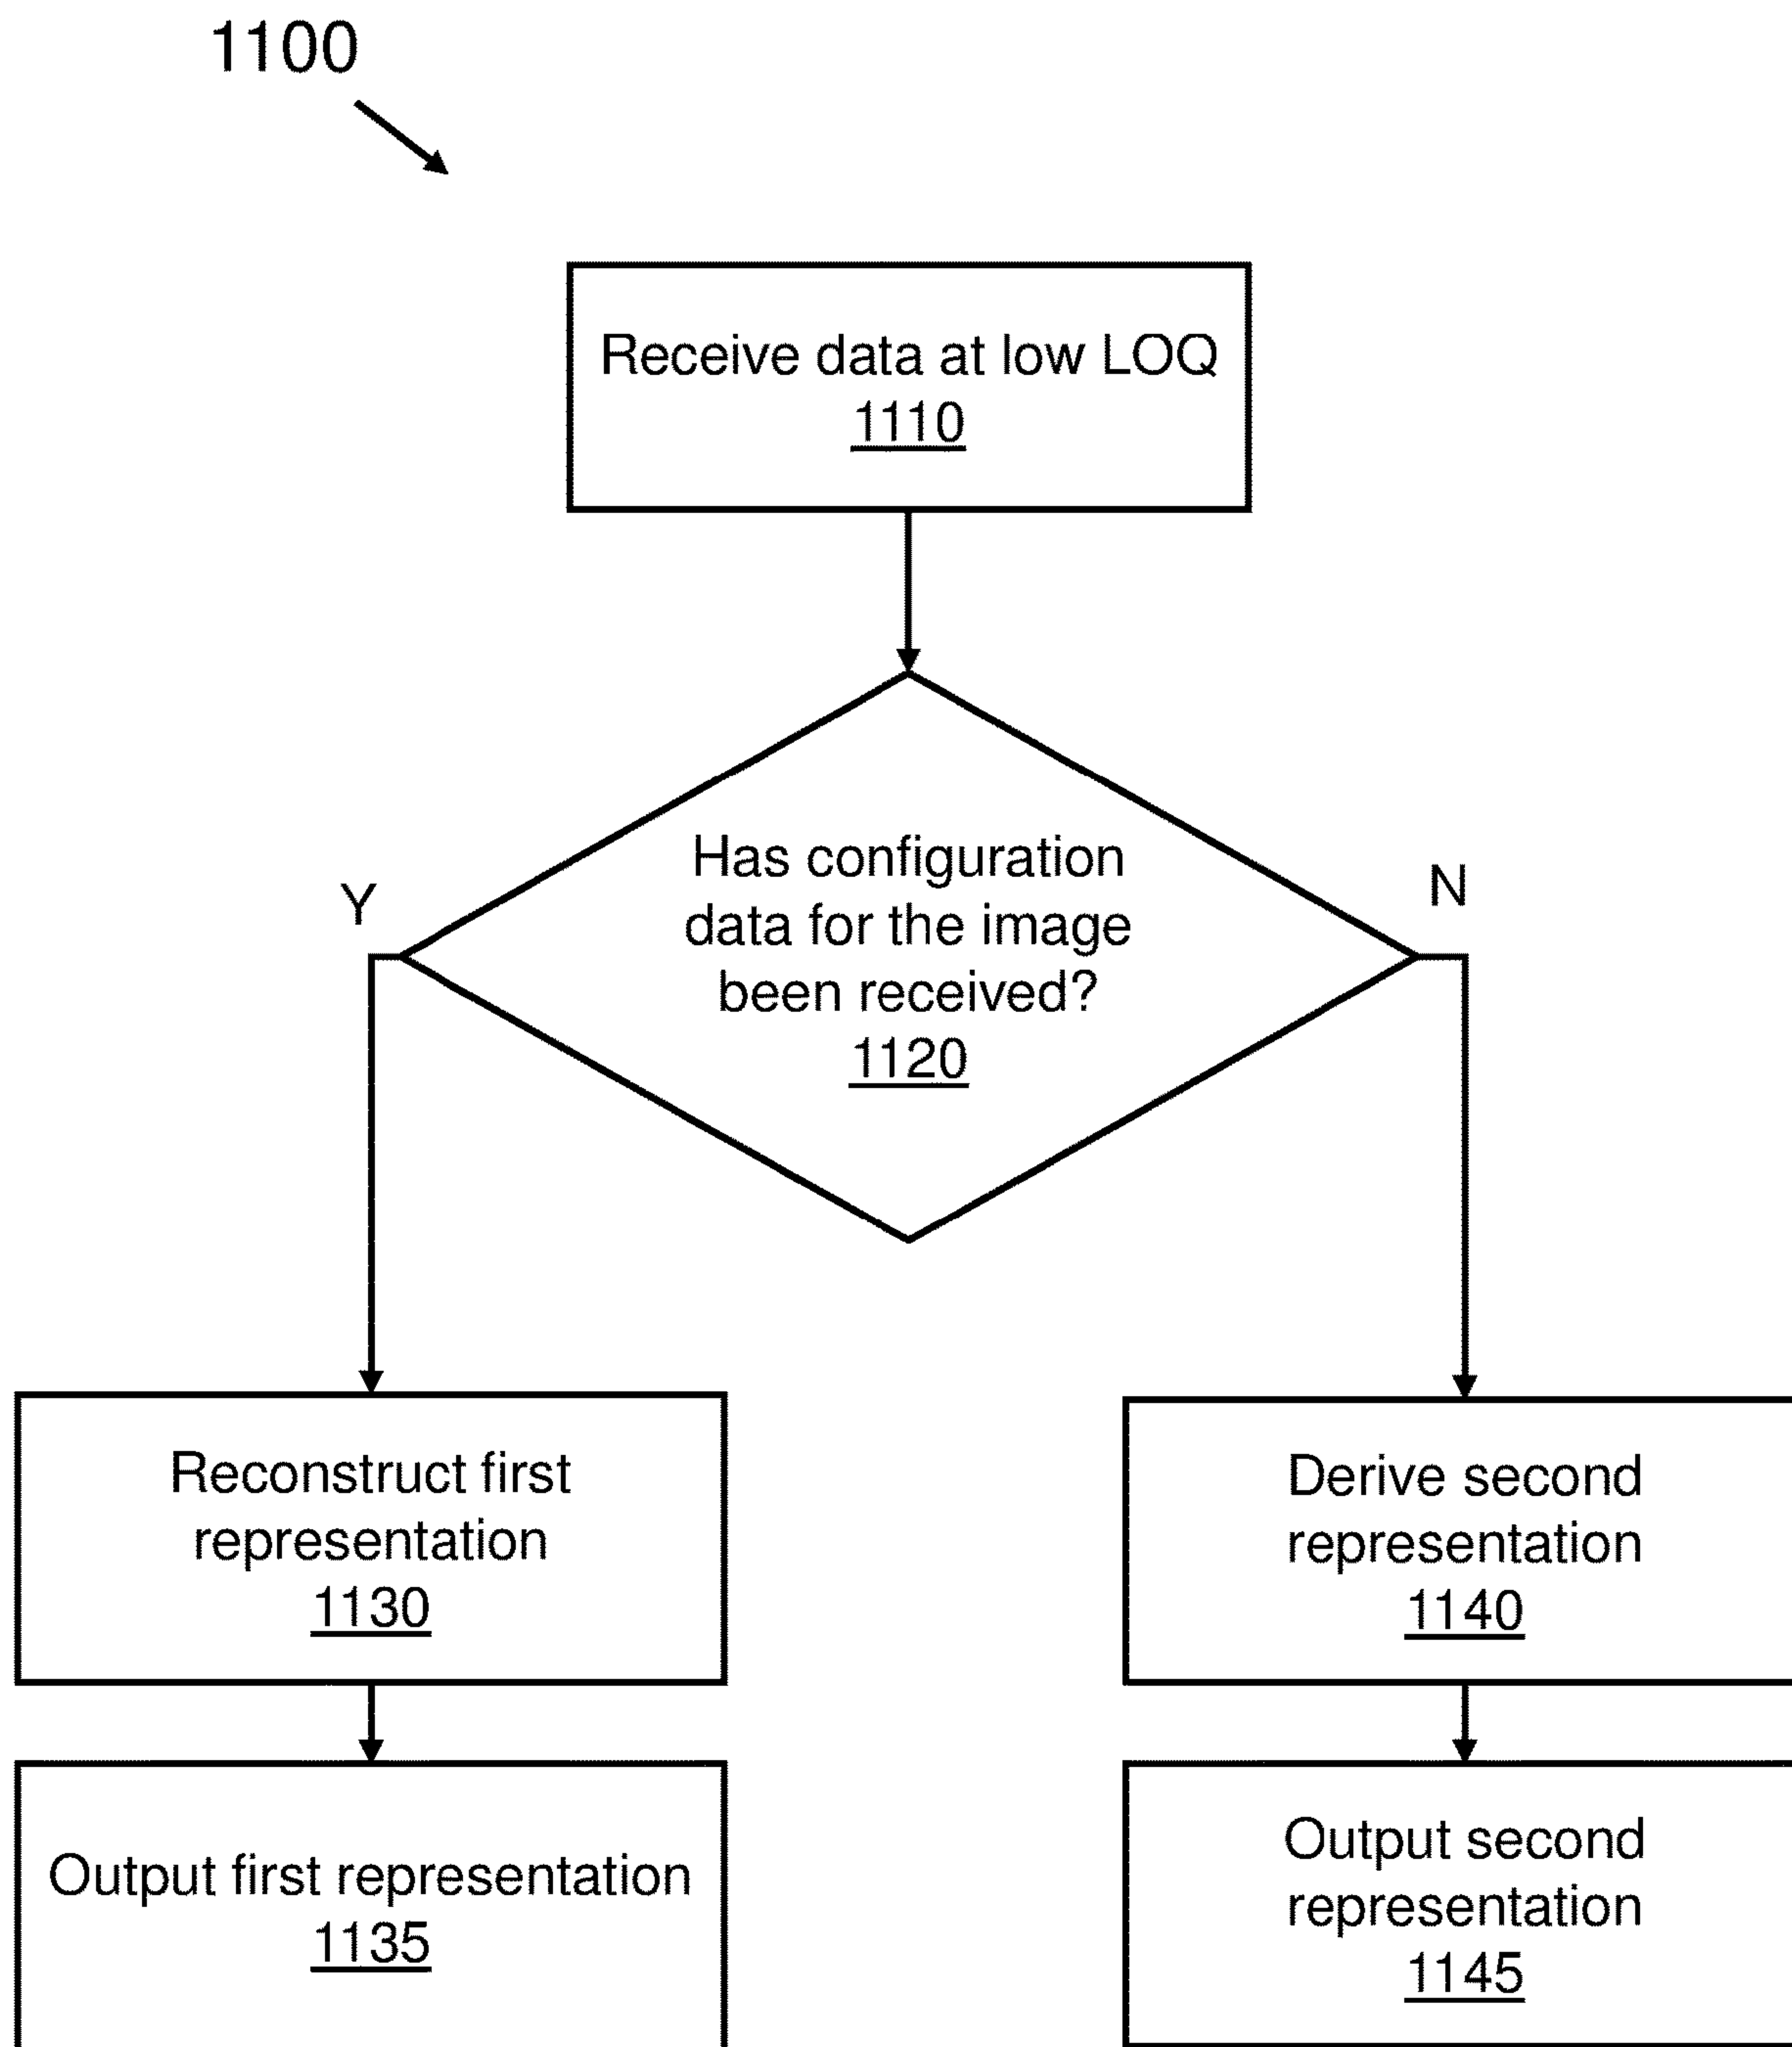 1100
Receive data at low LOQ
1110
Has configuration
data for the image
been received?
1120
Y
N
Reconstruct first
representation
1130
Derive second
representation
1140
Output first representation
1135
Output second
representation
1145